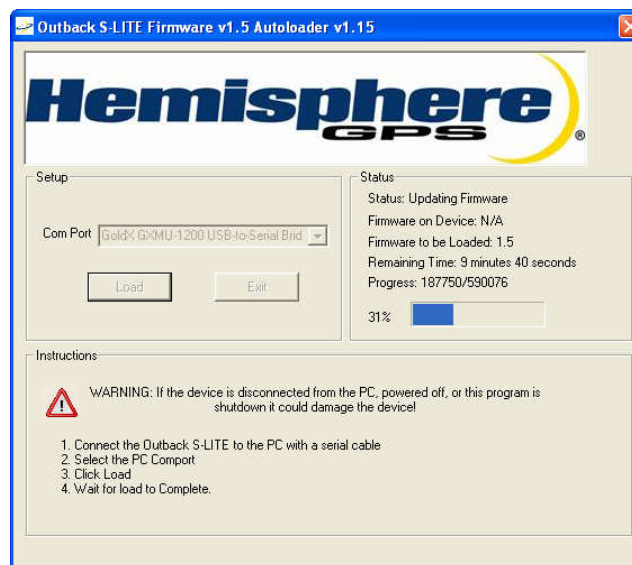 Outback S-LITE Firmware v1.5 Autoloader v1.15
Hemisphere
GPS
®
Setup
Com Port GoldX GXMU-1200 USB-to-Serial Brid
Load Exit
Status
Status: Updating Firmware
Firmware on Device: N/A
Firmware to be Loaded: 1.5
Remaining Time: 9 minutes 40 seconds
Progress: 187750/590076
31%
Instructions
WARNING: If the device is disconnected from the PC, powered off, or this program is
shutdown it could damage the device!
1. Connect the Outback S-LITE to the PC with a serial cable
2. Select the PC Comport
3. Click Load
4. Wait for load to Complete.